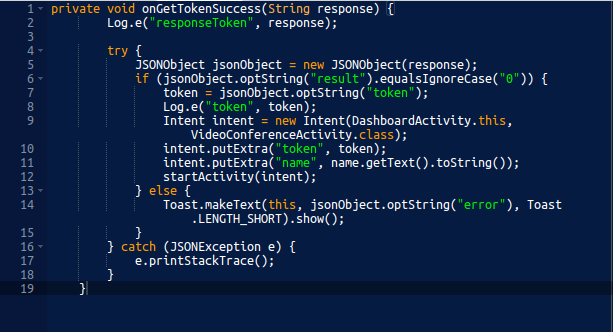 1 private void onGetTokenSuccess(String response) {
2 Log.e("responseToken", response);
3
4 try {
5 JSONObject jsonObject = new JSONObject(response);
6 if (jsonObject.optString("result").equalsIgnoreCase("0")) {
7 token = jsonObject.optString("token");
8 Log.e("token", token);
9 Intent intent = new Intent(DashboardActivity.this,
VideoConferenceActivity.class);
10 intent.putExtra("token", token);
11 intent.putExtra("name", name.getText().toString());
12 startActivity(intent);
13 } else {
14 Toast.makeText(this, jsonObject.optString("error"), Toast
.LENGTH_SHORT).show();
15 }
16 } catch (JSONException e) {
17 e.printStackTrace();
18 }
19 }